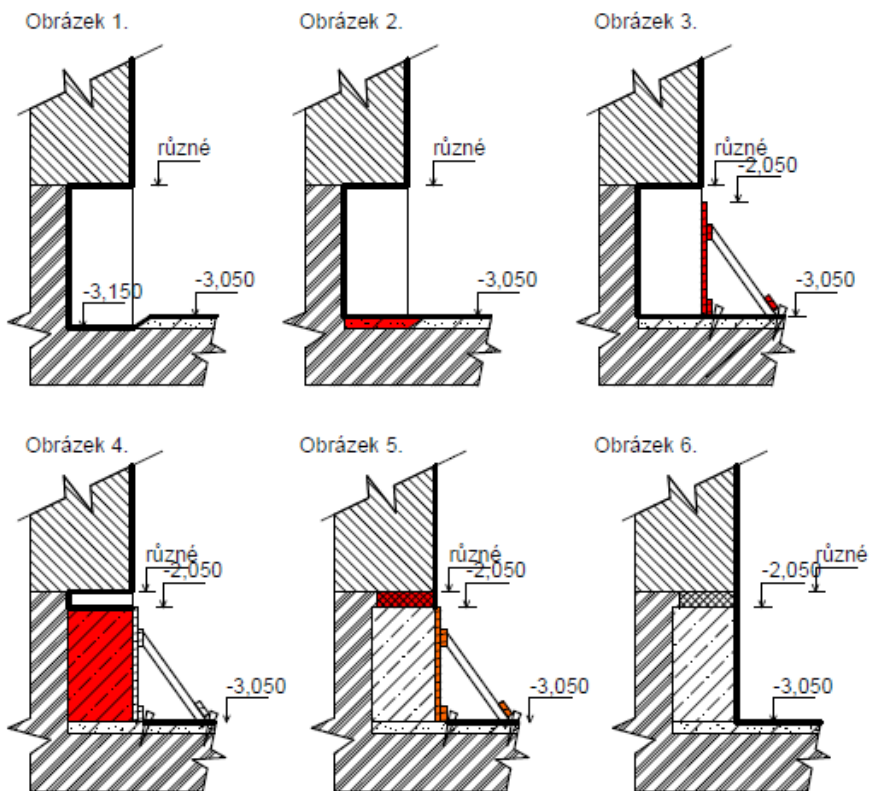 Obrázek 1.
různé
-3,150
-3,050
Obrázek 2.
různé
-3,050
Obrázek 3.
různé
-2,050
-3,050
Obrázek 4.
různé
-2,050
-3,050
Obrázek 5.
různé
-2,050
-3,050
Obrázek 6.
-2,050
různé
-3,050